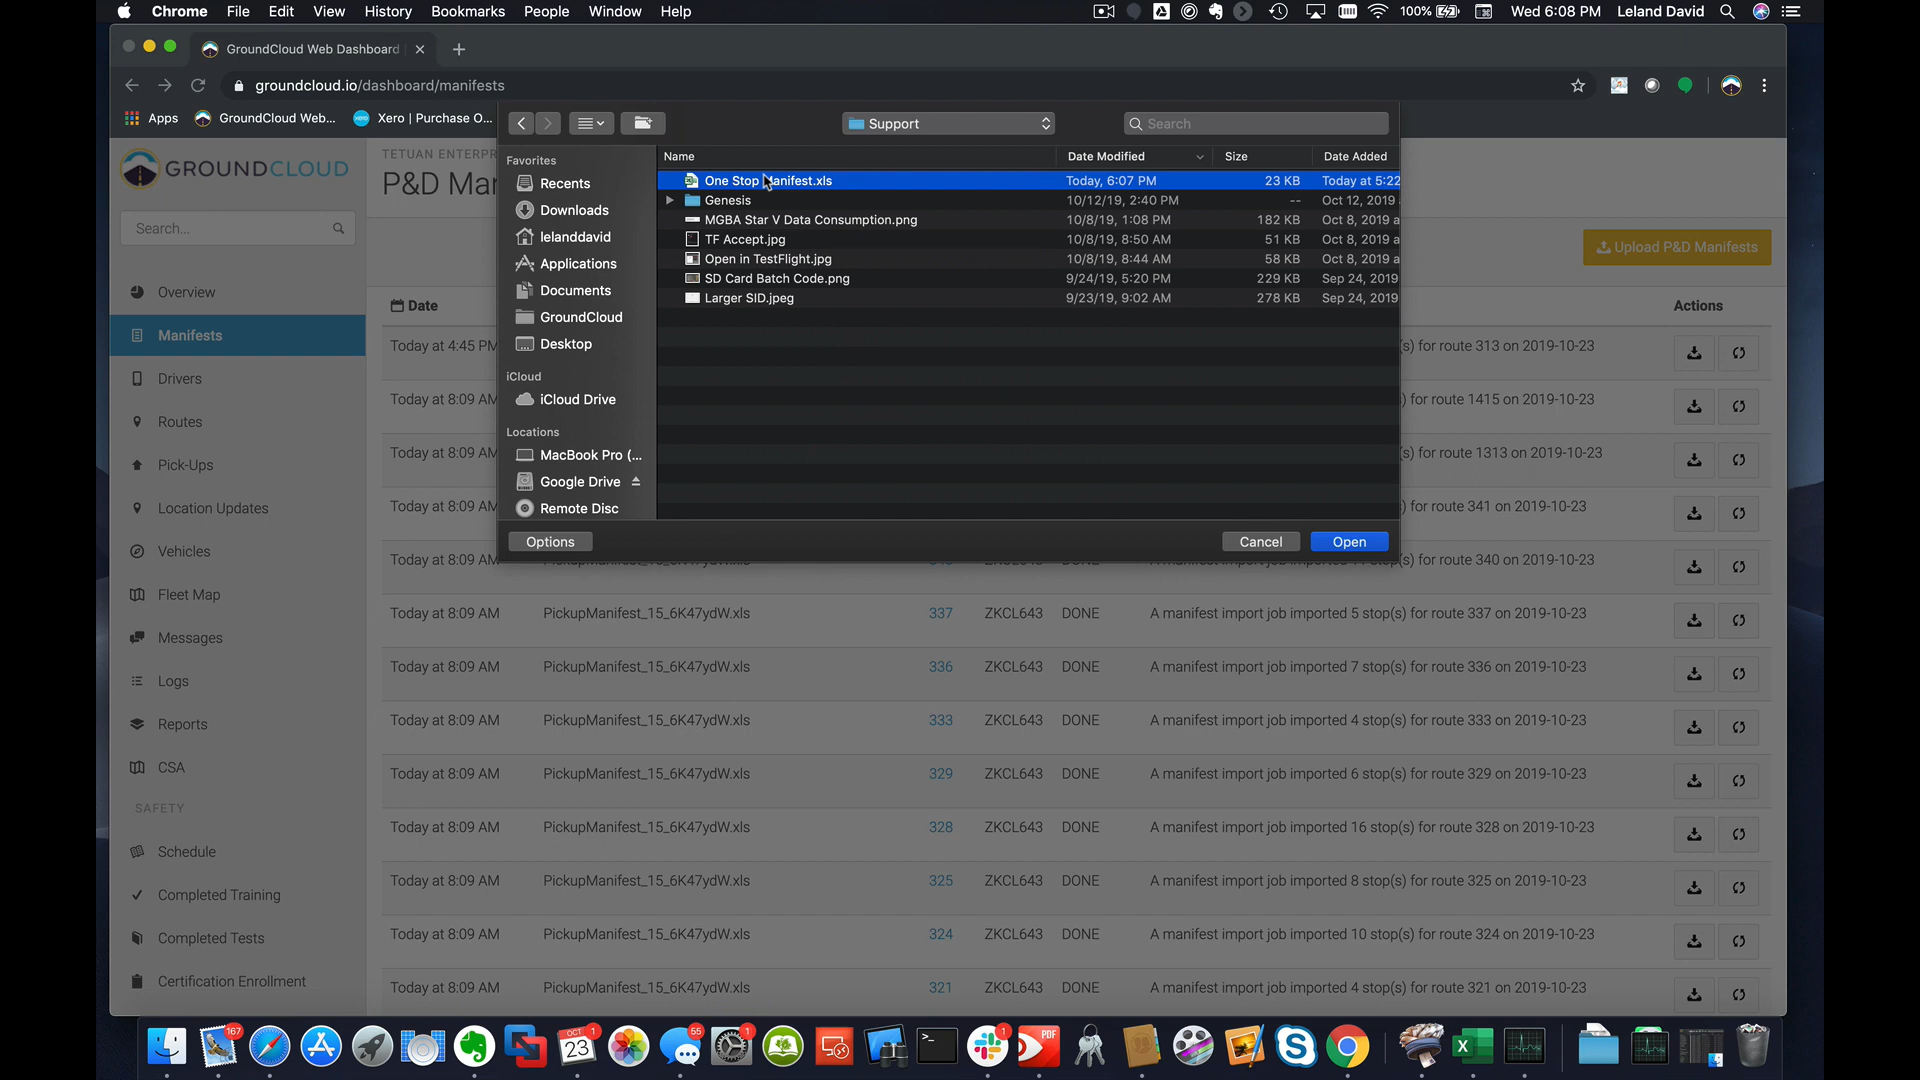 Chrome File Edit View History Bookmarks People Window Help 100% Wed 6:08 PM Leland David
GroundCloud Web Dashboard
groundcloud.io/dashboard/manifests
Apps GroundCloud Web... Xero | Purchase O...
Support Search
GROUNDCLOUD
TETUAN ENTERPR
P&D Ma
Search...
Upload P&D Manifests
Favorites
Recents
Downloads
lelanddavid
Applications
Documents
GroundCloud
Desktop
iCloud
iCloud Drive
Locations
MacBook Pro (...
Google Drive
Remote Disc
Name Date Modified Size Date Added
One Stop Manifest.xls Today, 6:07 PM 23 KB Today at 5:22
Genesis 10/12/19, 2:40 PM -- Oct 12, 2019
MGBA Star V Data Consumption.png 10/8/19, 1:08 PM 182 KB Oct 8, 2019 a
TF Accept.jpg 10/8/19, 8:50 AM 51 KB Oct 8, 2019 a
Open in TestFlight.jpg 10/8/19, 8:44 AM 58 KB Oct 8, 2019 a
SD Card Batch Code.png 9/24/19, 5:20 PM 229 KB Sep 24, 2019
Larger SID.jpeg 9/23/19, 9:02 AM 278 KB Sep 24, 2019
Options Cancel Open
Overview
Manifests
Drivers
Routes
Pick-Ups
Location Updates
Vehicles
Fleet Map
Messages
Logs
Reports
CSA
SAFETY
Schedule
Completed Training
Completed Tests
Certification Enrollment
Date Actions
Today at 4:45 PM (s) for route 313 on 2019-10-23
Today at 8:09 AM (s) for route 1415 on 2019-10-23
Today at 8:09 AM (s) for route 1313 on 2019-10-23
Today at 8:09 AM (s) for route 341 on 2019-10-23
Today at 8:09 AM (s) for route 340 on 2019-10-23
Today at 8:09 AM PickupManifest_15_6K47ydW.xls 337 ZKCL643 DONE A manifest import job imported 5 stop(s) for route 337 on 2019-10-23
Today at 8:09 AM PickupManifest_15_6K47ydW.xls 336 ZKCL643 DONE A manifest import job imported 7 stop(s) for route 336 on 2019-10-23
Today at 8:09 AM PickupManifest_15_6K47ydW.xls 333 ZKCL643 DONE A manifest import job imported 4 stop(s) for route 333 on 2019-10-23
Today at 8:09 AM PickupManifest_15_6K47ydW.xls 329 ZKCL643 DONE A manifest import job imported 6 stop(s) for route 329 on 2019-10-23
Today at 8:09 AM PickupManifest_15_6K47ydW.xls 328 ZKCL643 DONE A manifest import job imported 16 stop(s) for route 328 on 2019-10-23
Today at 8:09 AM PickupManifest_15_6K47ydW.xls 325 ZKCL643 DONE A manifest import job imported 8 stop(s) for route 325 on 2019-10-23
Today at 8:09 AM PickupManifest_15_6K47ydW.xls 324 ZKCL643 DONE A manifest import job imported 10 stop(s) for route 324 on 2019-10-23
Today at 8:09 AM PickupManifest_15_6K47ydW.xls 321 ZKCL643 DONE A manifest import job imported 4 stop(s) for route 321 on 2019-10-23
167 OCT 23 1 55 1 1 PDF